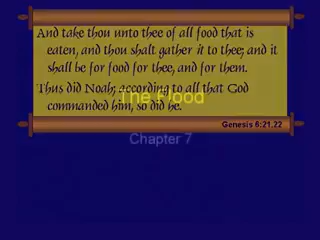 And take thou unto thee of all food that is
eaten, and thou shalt gather it to thee; and it
shall be for food for thee, and for them.
Thus did Noah; according to all that God
The Flood
commanded him, so did he.
Genesis 6:21,22
Chapter 7